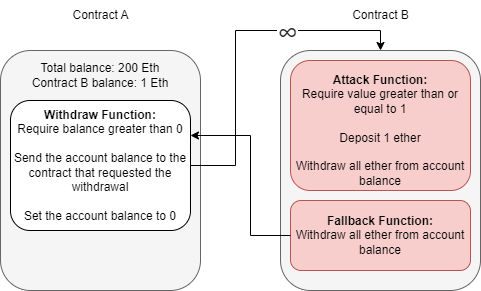 Contract A
Contract B
∞
Total balance: 200 Eth
Contract B balance: 1 Eth
Withdraw Function:
Require balance greater than 0
Send the account balance to the
contract that requested the
withdrawal
Set the account balance to 0
Attack Function:
Require value greater than or
equal to 1
Deposit 1 ether
Withdraw all ether from account
balance
Fallback Function:
Withdraw all ether from account
balance